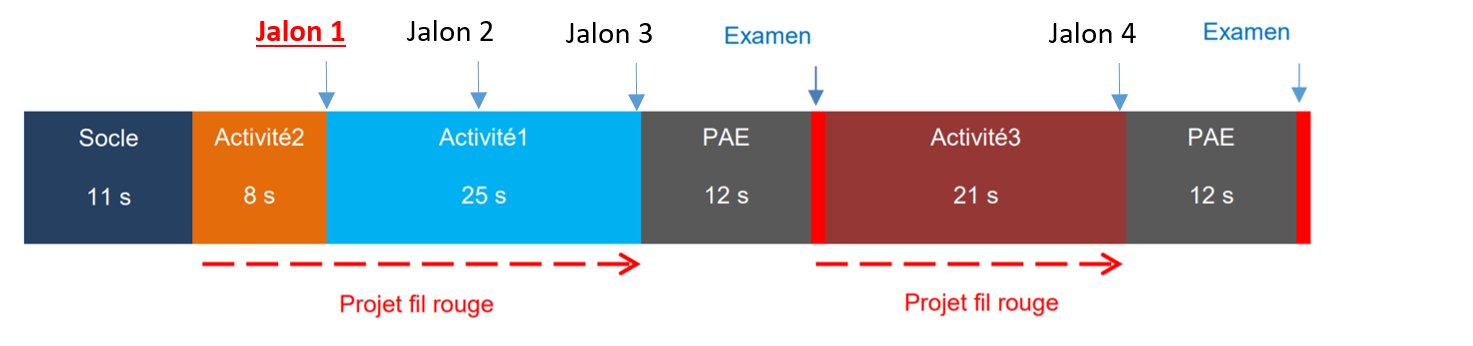 Jalon 1
Jalon 2
Jalon 3
Examen
Jalon 4
Examen
Socle
Activité2
Activité1
PAE
Activité3
PAE
11 s
8 s
25 s
12 s
21 s
12 s
Projet fil rouge
Projet fil rouge